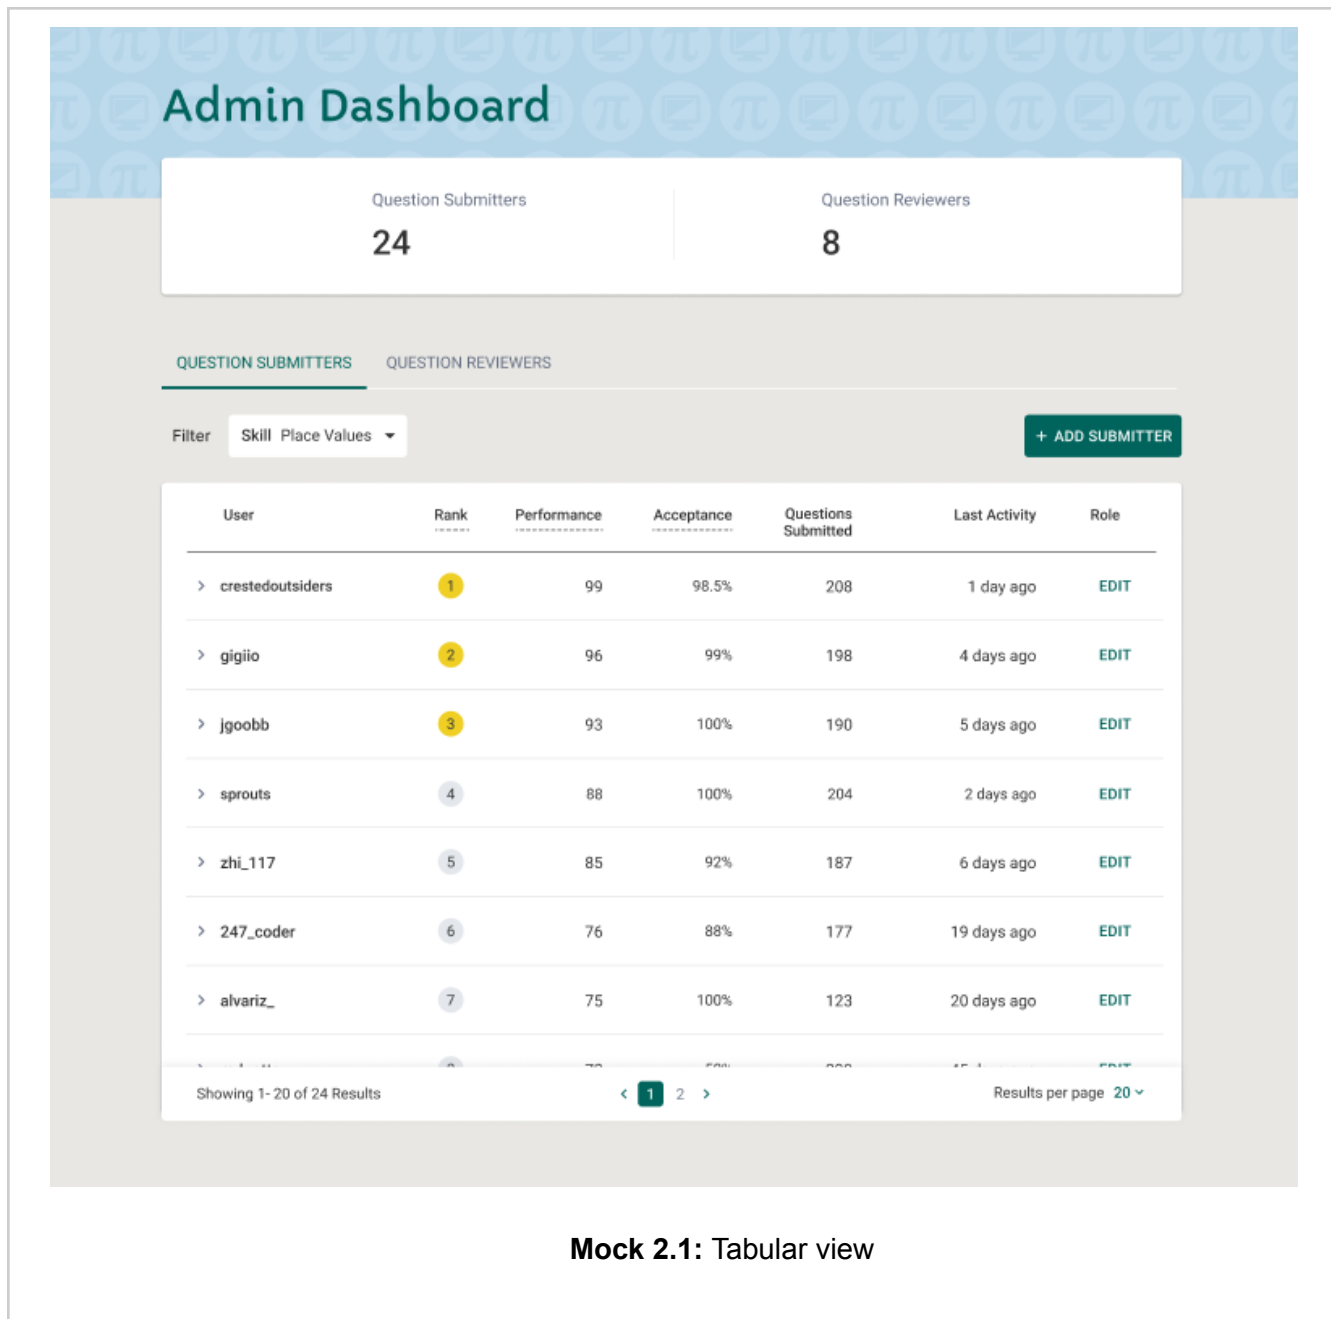 Admin Dashboard
Question Submitters
24
Question Reviewers
8
QUESTION SUBMITTERS QUESTION REVIEWERS
Filter Skill Place Values + ADD SUBMITTER
User Rank Performance Acceptance Questions Submitted Last Activity Role
crestedoutsiders 1 99 98.5% 208 1 day ago EDIT
gigiio 2 96 99% 198 4 days ago EDIT
jgoobb 3 93 100% 190 5 days ago EDIT
sprouts 4 88 100% 204 2 days ago EDIT
zhi_117 5 85 92% 187 6 days ago EDIT
247_coder 6 76 88% 177 19 days ago EDIT
alvariz_ 7 75 100% 123 20 days ago EDIT
EDIT
Showing 1- 20 of 24 Results < 1 2 > Results per page 20
Mock 2.1: Tabular view